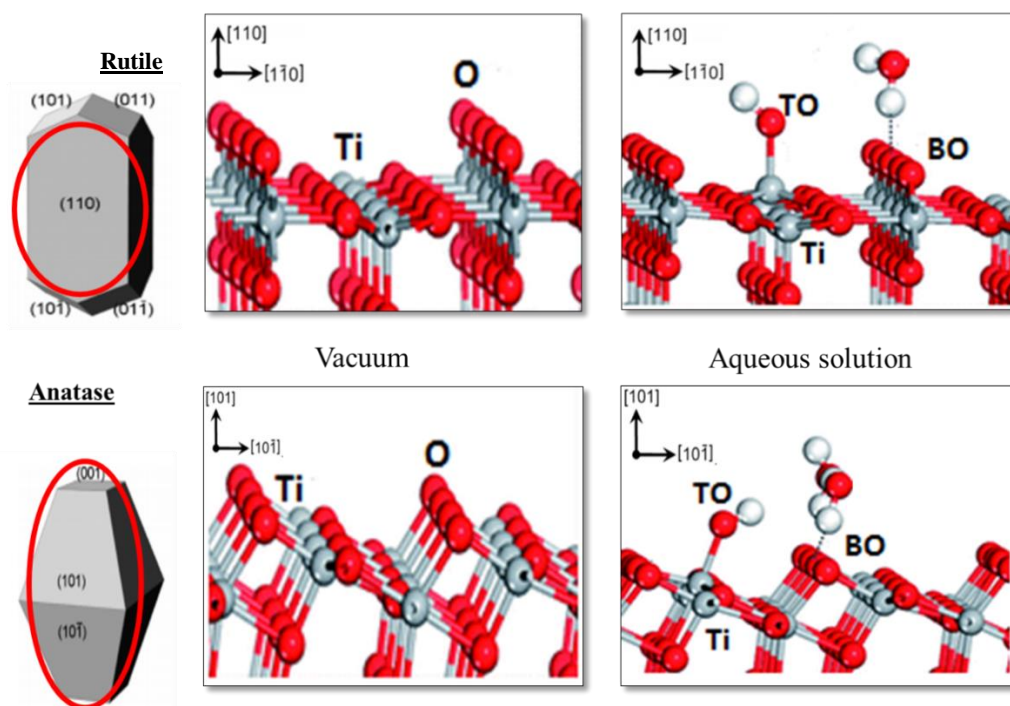 Rutile
(101)
(011)
(110)
(101̄)
(011̄)
[110]
[11̄0]
O
Ti
[110]
[11̄0]
TO
BO
Ti
Vacuum
Aqueous solution
Anatase
(001)
(101)
(101̄)
[101]
[101̄]
O
Ti
[101]
[101̄]
TO
BO
Ti